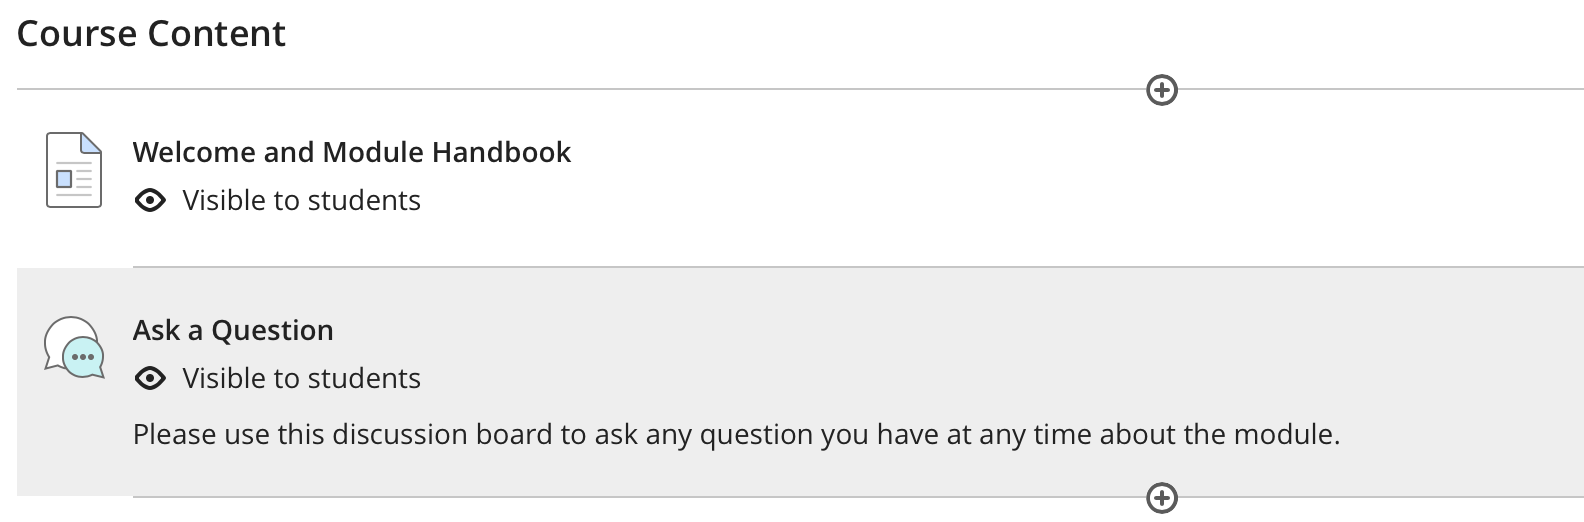 Course Content
Welcome and Module Handbook
Visible to students
Ask a Question
Visible to students
Please use this discussion board to ask any question you have at any time about the module.